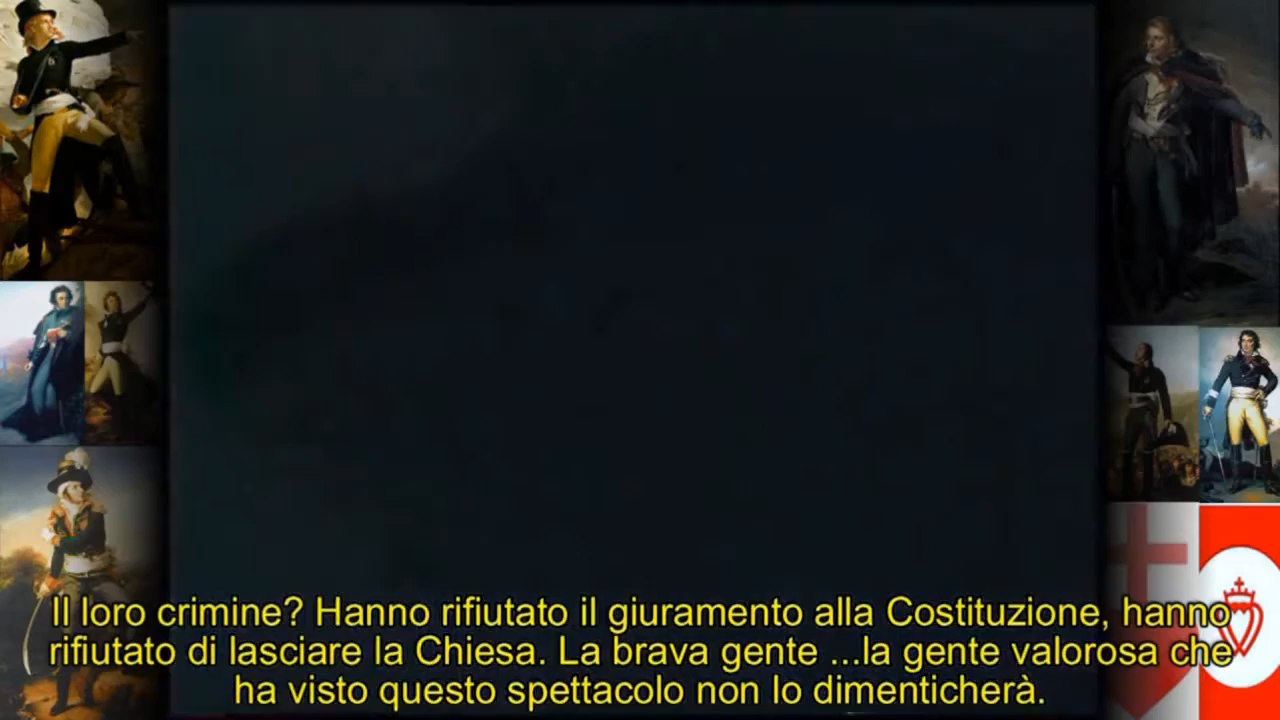 Il loro crimine? Hanno rifiutato il giuramento alla Costituzione, hanno
rifiutato di lasciare la Chiesa. La brava gente ...la gente valorosa che
ha visto questo spettacolo non lo dimenticherà.